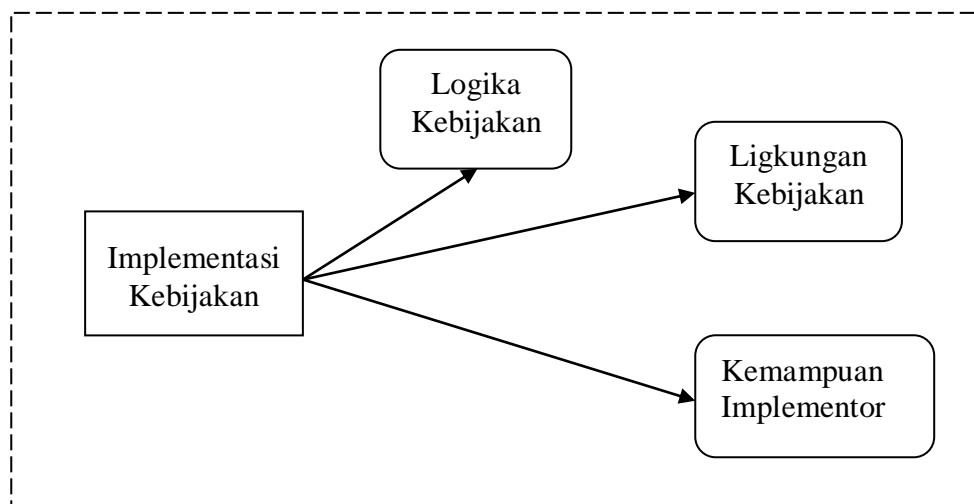 Logika
Kebijakan
Ligkungan
Kebijakan
Implementasi
Kebijakan
Kemampuan
Implementor